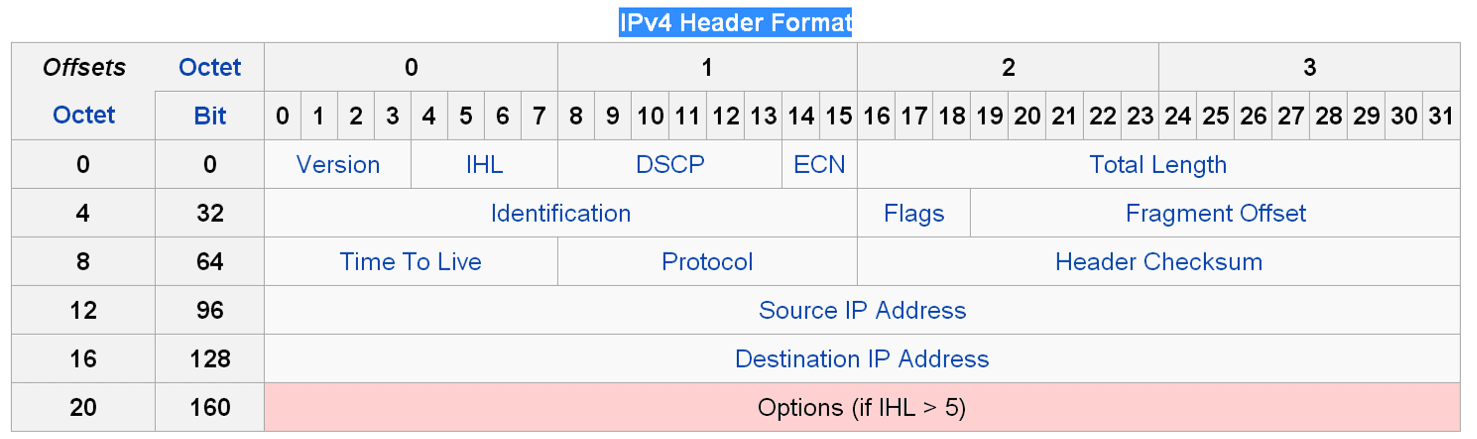 IPv4 Header Format
Offsets Octet 0 1 2 3
Octet Bit 0 1 2 3 4 5 6 7 8 9 10 11 12 13 14 15 16 17 18 19 20 21 22 23 24 25 26 27 28 29 30 31
0 0 Version IHL DSCP ECN Total Length
4 32 Identification Flags Fragment Offset
8 64 Time To Live Protocol Header Checksum
12 96 Source IP Address
16 128 Destination IP Address
20 160 Options (if IHL > 5)